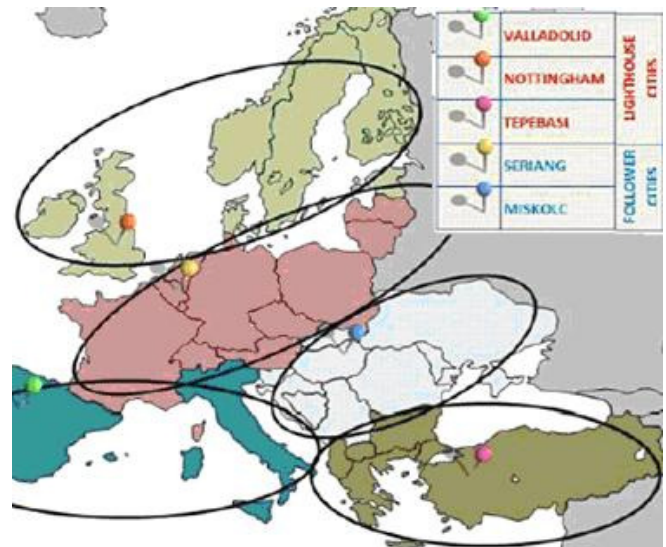 VALLADOLID
NOTTINGHAM
TEPEBASI
SERIANG
MISKOLC
LIGHTHOUSE
CITIES
FOLLOWER
CITIES